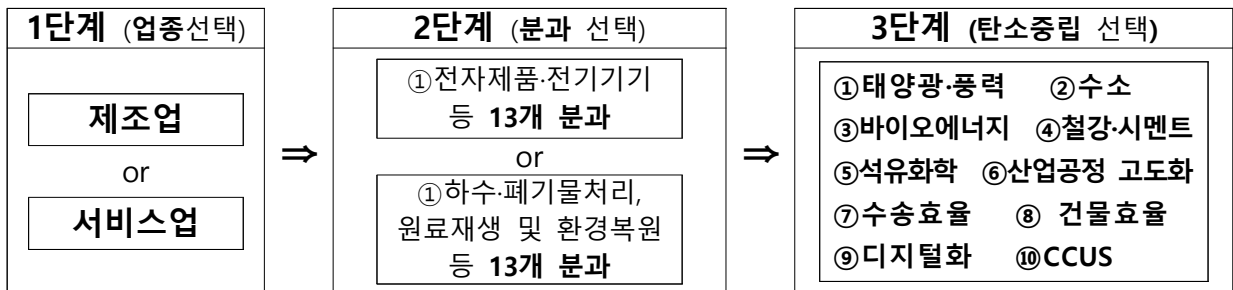 1단계 (업종선택)
제조업
or
서비스업
⇒
2단계 (분과 선택)
①전자제품·전기기기
등 13개 분과
or
①하수·폐기물처리,
원료재생 및 환경복원
등 13개 분과
⇒
3단계 (탄소중립 선택)
①태양광·풍력 ②수소
③바이오에너지 ④철강·시멘트
⑤석유화학 ⑥산업공정 고도화
⑦수송효율 ⑧ 건물효율
⑨디지털화 ⑩CCUS